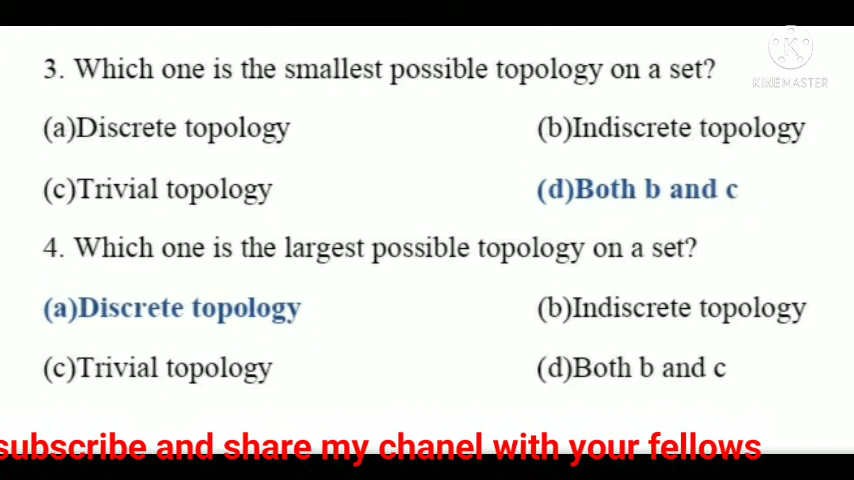 K
KINEMASTER
3. Which one is the smallest possible topology on a set?
(a)Discrete topology (b)Indiscrete topology
(c)Trivial topology (d)Both b and c
4. Which one is the largest possible topology on a set?
(a)Discrete topology (b)Indiscrete topology
(c)Trivial topology (d)Both b and c
subscribe and share my chanel with your fellows